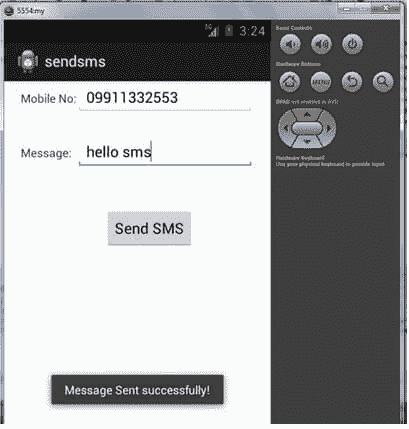 5554:my
3:24
sendsms
Mobile No: 09911332553
Message: hello sms
Send SMS
Message Sent successfully!
Basic Controls
Hardware Buttons
MENU
DPAD not enabled in AVD
Hardware Keyboard
Use your physical keyboard to provide input